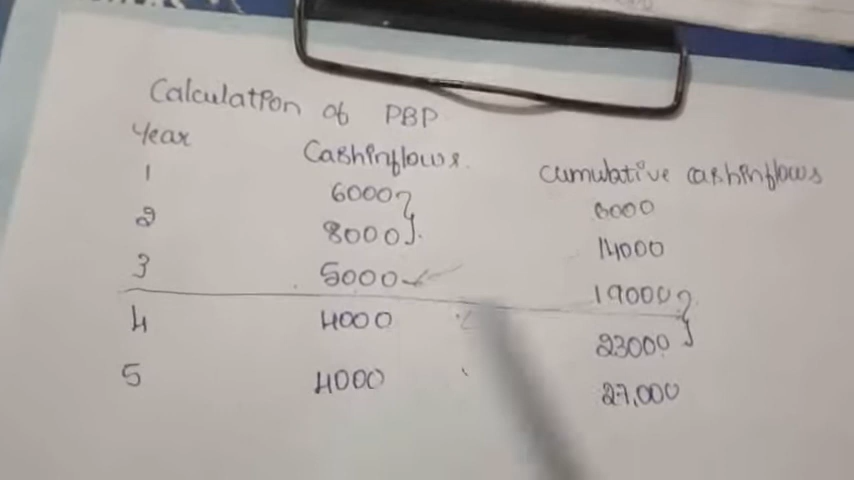 Calculation of PBP
Year Cashinflows. Cumulative cashinflows
1 6000 6000
2 8000 14000
3 5000 19000
4 4000 23000
5 4000 27,000